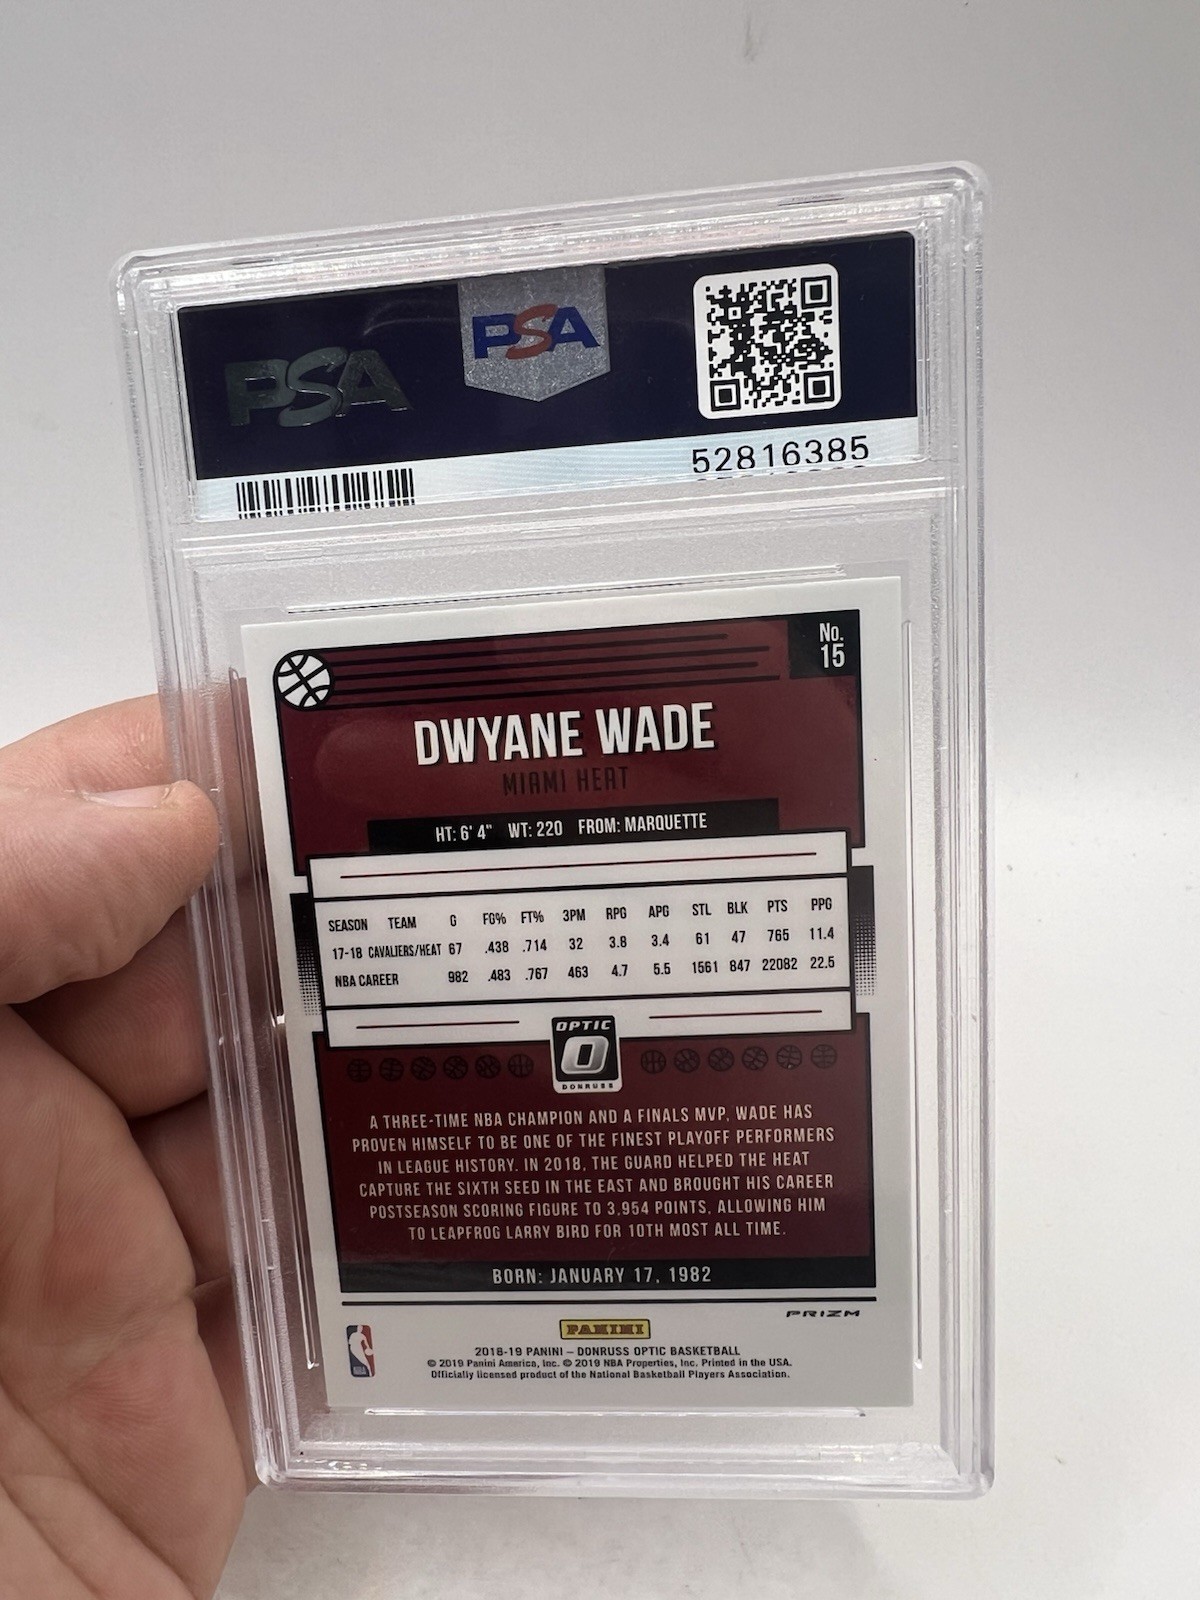 PSA
PSA
52816385
No.
15
DWYANE WADE
MIAMI HEAT
HT: 6' 4" WT: 220 FROM: MARQUETTE
SEASON TEAM G FG% FT% 3PM RPG APG STL BLK PTS PPG
17-18 CAVALIERS/HEAT 67 .438 .714 32 3.8 3.4 61 47 765 11.4
NBA CAREER 982 .483 .767 463 4.7 5.5 1561 847 22082 22.5
OPTIC
O
DONRUSS
A THREE-TIME NBA CHAMPION AND A FINALS MVP, WADE HAS
PROVEN HIMSELF TO BE ONE OF THE FINEST PLAYOFF PERFORMERS
IN LEAGUE HISTORY. IN 2018, THE GUARD HELPED THE HEAT
CAPTURE THE SIXTH SEED IN THE EAST AND BROUGHT HIS CAREER
POSTSEASON SCORING FIGURE TO 3,954 POINTS, ALLOWING HIM
TO LEAPFROG LARRY BIRD FOR 10TH MOST ALL TIME.
BORN: JANUARY 17, 1982
PRIZM
PANINI
NBA
2018-19 PANINI – DONRUSS OPTIC BASKETBALL
© 2019 Panini America, Inc. © 2019 NBA Properties, Inc. Printed in the USA.
Officially licensed product of the National Basketball Players Association.